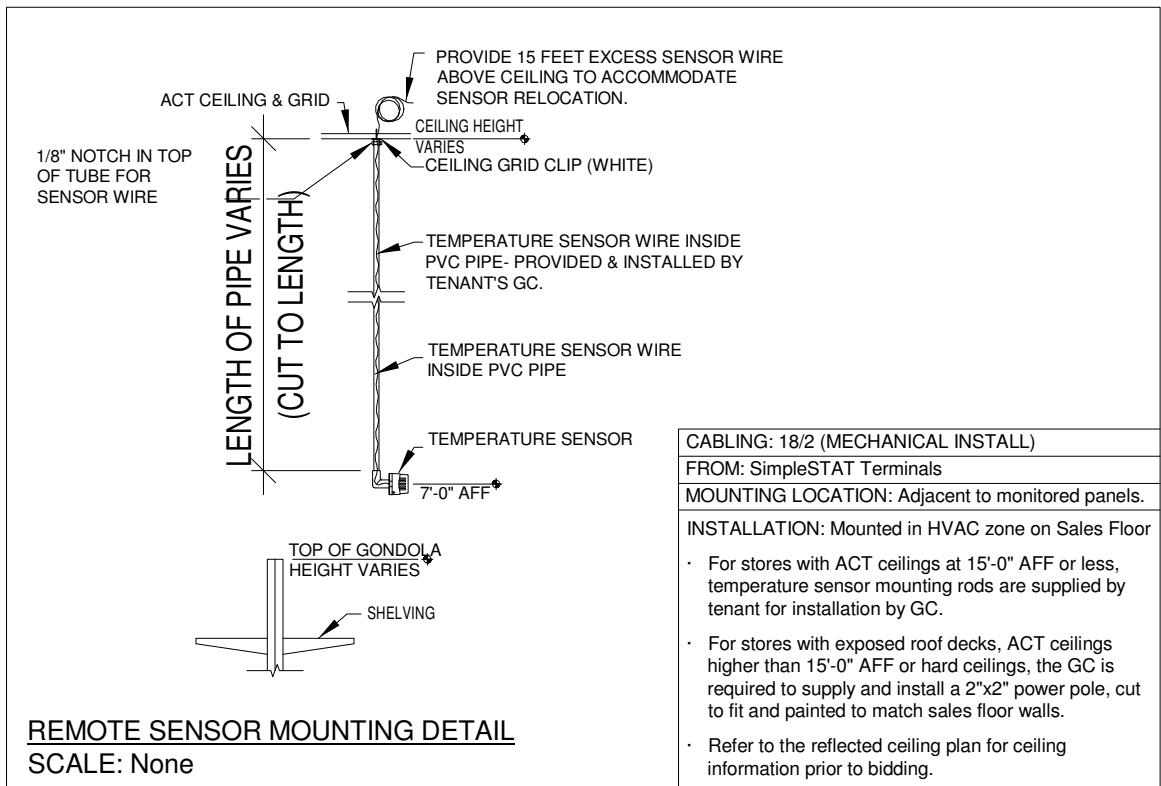 PROVIDE 15 FEET EXCESS SENSOR WIRE
ABOVE CEILING TO ACCOMMODATE
SENSOR RELOCATION.
ACT CEILING & GRID
CEILING HEIGHT
VARIES
1/8" NOTCH IN TOP
OF TUBE FOR
SENSOR WIRE
CEILING GRID CLIP (WHITE)
LENGTH OF PIPE VARIES
(CUT TO LENGTH)
TEMPERATURE SENSOR WIRE INSIDE
PVC PIPE- PROVIDED & INSTALLED BY
TENANT'S GC.
TEMPERATURE SENSOR WIRE
INSIDE PVC PIPE
TEMPERATURE SENSOR
7'-0" AFF
TOP OF GONDOLA
HEIGHT VARIES
SHELVING
REMOTE SENSOR MOUNTING DETAIL
SCALE: None
CABLING: 18/2 (MECHANICAL INSTALL)
FROM: SimpleSTAT Terminals
MOUNTING LOCATION: Adjacent to monitored panels.
INSTALLATION: Mounted in HVAC zone on Sales Floor
· For stores with ACT ceilings at 15'-0" AFF or less,
temperature sensor mounting rods are supplied by
tenant for installation by GC.
· For stores with exposed roof decks, ACT ceilings
higher than 15'-0" AFF or hard ceilings, the GC is
required to supply and install a 2"x2" power pole, cut
to fit and painted to match sales floor walls.
· Refer to the reflected ceiling plan for ceiling
information prior to bidding.